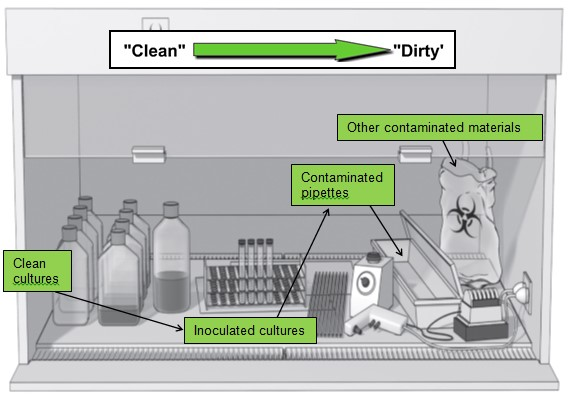 "Clean" "Dirty'
Other contaminated materials
Contaminated
pipettes
Clean
cultures
Inoculated cultures